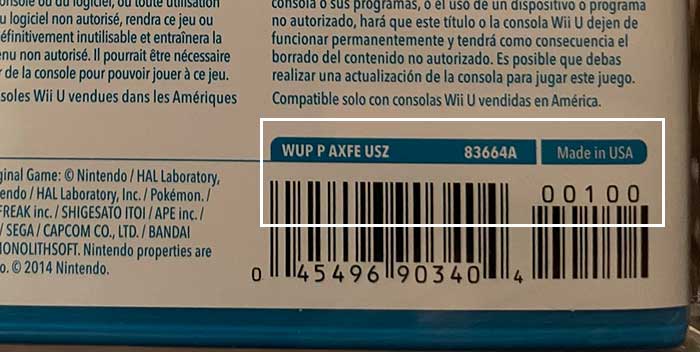 console ou du logiciel, ou toute utilisation
u logiciel non autorisé, rendra ce jeu ou
éfinitivement inutilisable et entraînera la
nu non autorisé. Il pourrait être nécessaire
r de la console pour pouvoir jouer à ce jeu.
soles Wii U vendues dans les Amériques
consola o sus programas, o el uso de un dispositivo o programa
no autorizado, hará que este título o la consola Wii U dejen de
funcionar permanentemente y tendrá como consecuencia el
borrado del contenido no autorizado. Es posible que debas
realizar una actualización de la consola para jugar este juego.
Compatible solo con consolas Wii U vendidas en América.
WUP P AXFE USZ 83664A Made in USA
00100
0 45496 90340 4
ginal Game: © Nintendo / HAL Laboratory,
endo / HAL Laboratory, Inc. / Pokémon. /
FREAK inc. / SHIGESATO ITOI / APE inc. /
/ SEGA / CAPCOM CO., LTD. / BANDAI
MONOLITHSOFT. Nintendo properties are
o. © 2014 Nintendo.